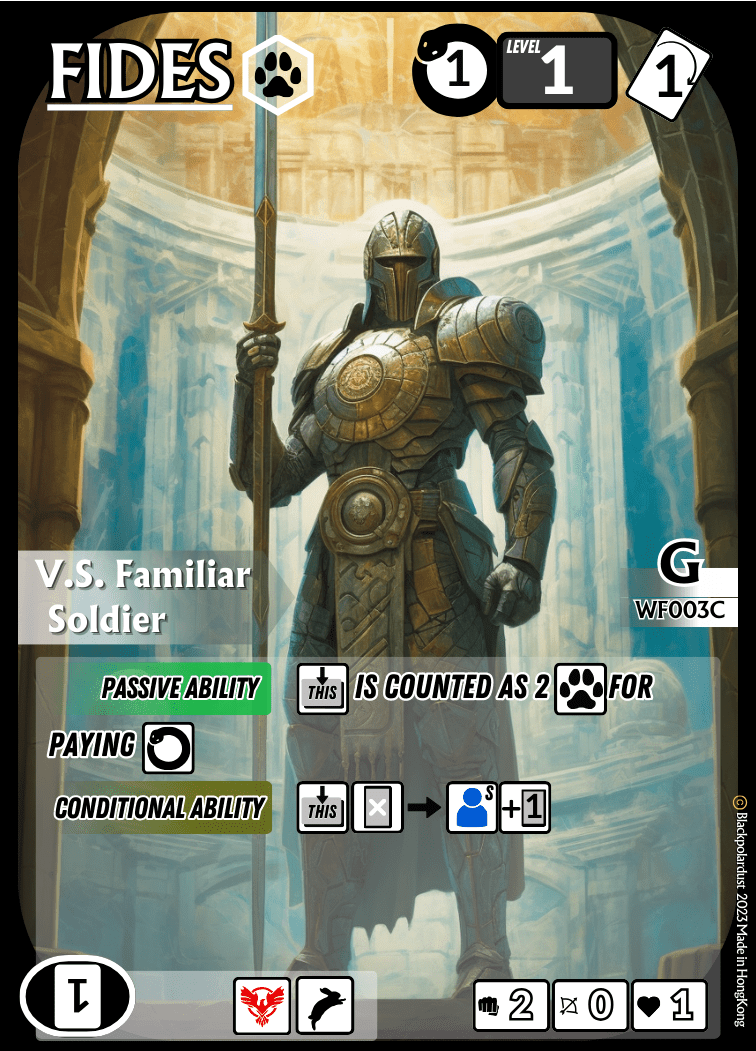 FIDES
1
LEVEL
1
1
V.S. Familiar
Soldier
G
WF003C
PASSIVE ABILITY THIS IS COUNTED AS 2 FOR
PAYING
CONDITIONAL ABILITY THIS S +1
© Blackpolardust 2023 Made in HongKong
1
2 0 1